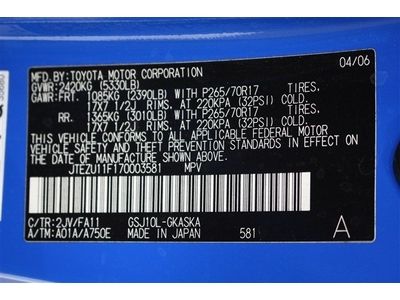 04/06
MFD. BY:TOYOTA MOTOR CORPORATION
GVWR:2420KG (5330LB)
GAWR:FRT. 1085KG (2390LB) WITH P265/70R17 TIRES,
17X7 1/2J RIMS, AT 220KPA (32PSI) COLD.
RR. 1365KG (3010LB) WITH P265/70R17 TIRES,
17X7 1/2J RIMS, AT 220KPA (32PSI) COLD.
THIS VEHICLE CONFORMS TO ALL APPLICABLE FEDERAL MOTOR
VEHICLE SAFETY STANDARDS IN EFFECT ON THE DATE OF
MANUFACTURE SHOWN ABOVE.
JTEZU11F170003581 MPV
C/TR:2JV/FA11 GSJ10L-GKASKA
TM: A01A/A750E MADE IN JAPAN 581 A